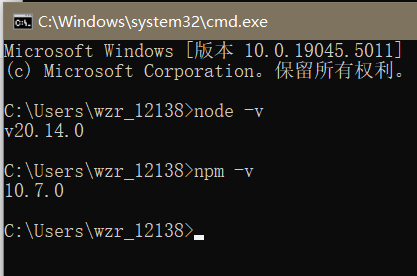 C:\Windows\system32\cmd.exe
Microsoft Windows [版本 10.0.19045.5011]
(c) Microsoft Corporation。保留所有权利。
C:\Users\wzr_12138>node -v
v20.14.0
C:\Users\wzr_12138>npm -v
10.7.0
C:\Users\wzr_12138>